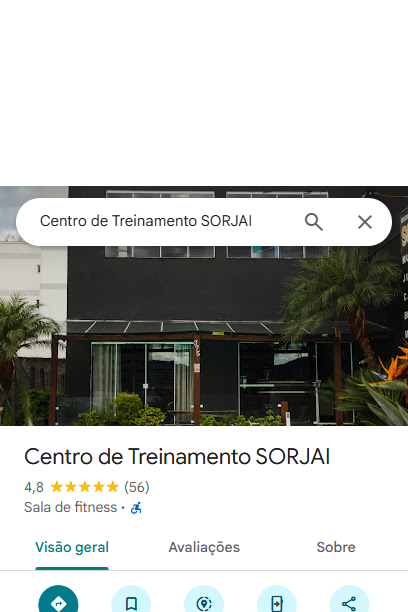 Centro de Treinamento SORJAI
Centro de Treinamento SORJAI
4,8 (56)
Sala de fitness ·
Visão geral
Avaliações
Sobre